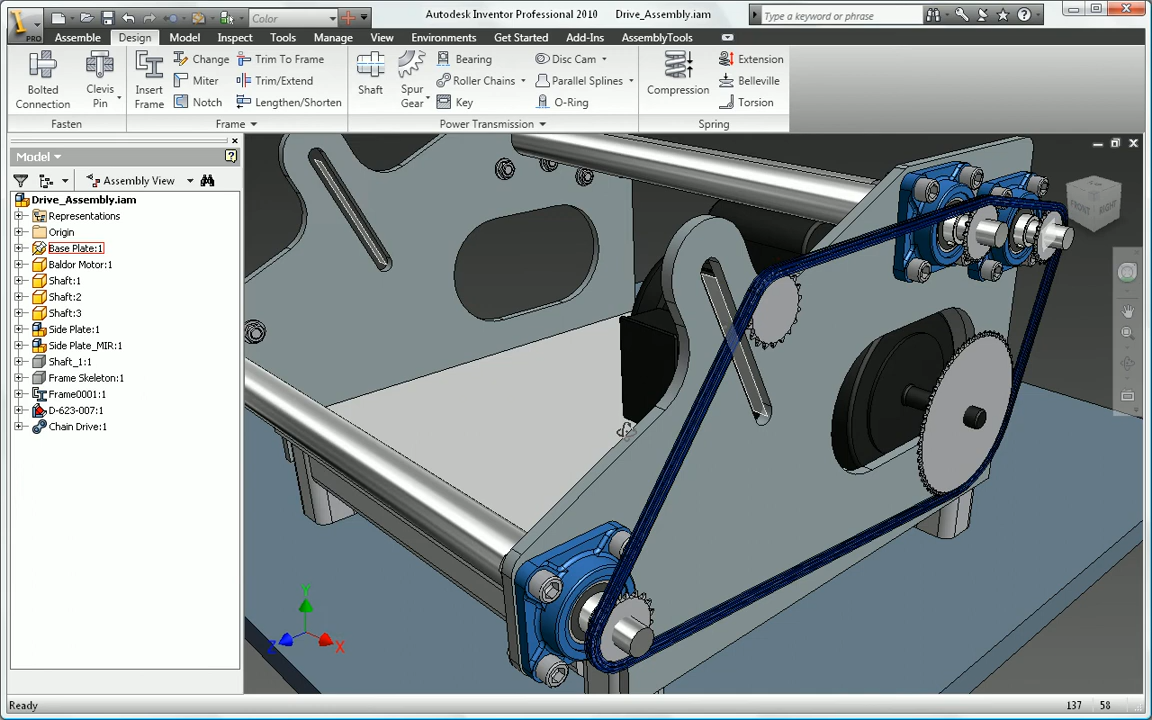 Color
Autodesk Inventor Professional 2010 Drive_Assembly.iam
Type a keyword or phrase
PRO
Assemble Design Model Inspect Tools Manage View Environments Get Started Add-Ins AssemblyTools
Bolted Connection
Clevis Pin
Insert Frame
Change
Miter
Notch
Trim To Frame
Trim/Extend
Lengthen/Shorten
Shaft
Spur Gear
Bearing
Roller Chains
Key
Disc Cam
Parallel Splines
O-Ring
Compression
Extension
Belleville
Torsion
Fasten
Frame
Power Transmission
Spring
Model
Assembly View
Drive_Assembly.iam
Representations
Origin
Base Plate:1
Baldor Motor:1
Shaft:1
Shaft:2
Shaft:3
Side Plate:1
Side Plate_MIR:1
Shaft_1:1
Frame Skeleton:1
Frame0001:1
D-623-007:1
Chain Drive:1
FRONT RIGHT
Y
Z
X
Ready
137 58